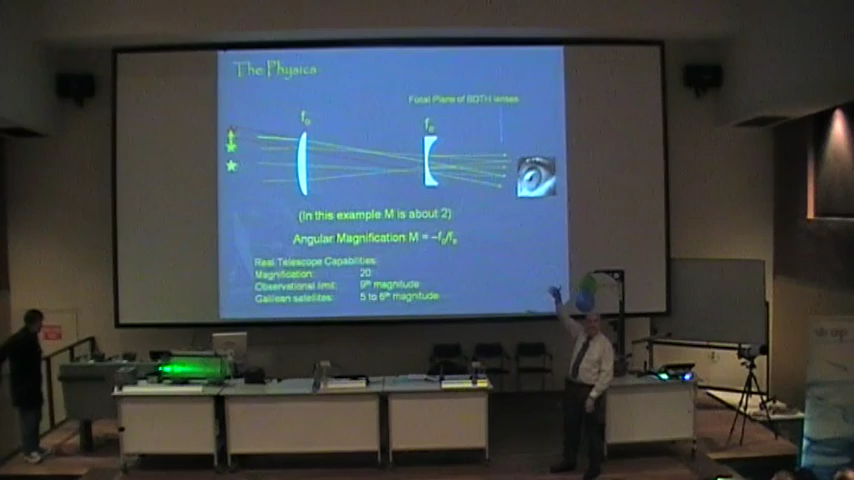 The Physics
Focal Plane of BOTH lenses
fo
fe
(In this example M is about 2)
Angular Magnification M = –fo/fe
Real Telescope Capabilities:
Magnification: 20
Observational limit: 9th magnitude
Galilean satellites: 5 to 6th magnitude